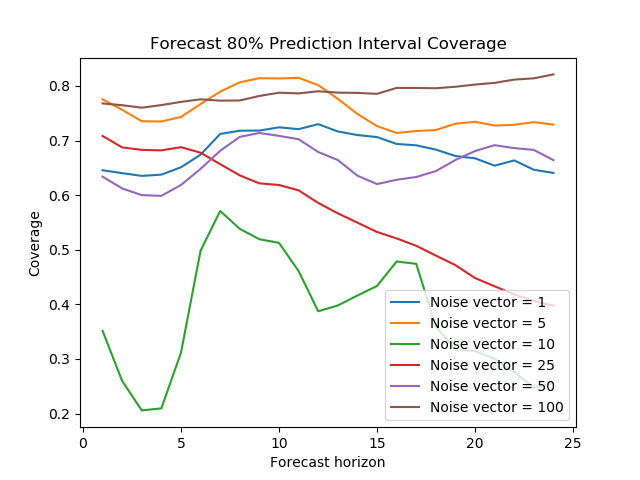 Forecast 80% Prediction Interval Coverage
Coverage
0.8
0.7
0.6
0.5
0.4
0.3
0.2
0
5
10
15
20
25
Forecast horizon
Noise vector = 1
Noise vector = 5
Noise vector = 10
Noise vector = 25
Noise vector = 50
Noise vector = 100